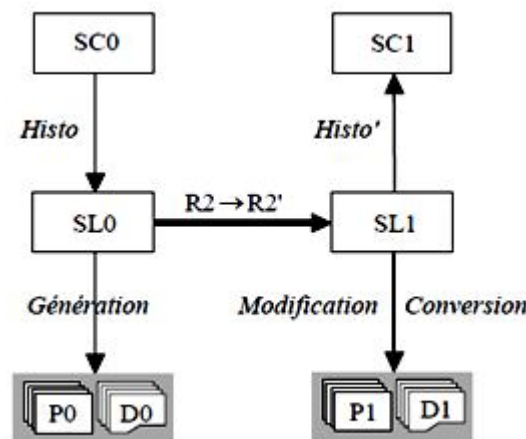 SC0 SC1
Histo Histo'
R2 → R2'
SL0 SL1
Génération Modification Conversion
P0 D0 P1 D1